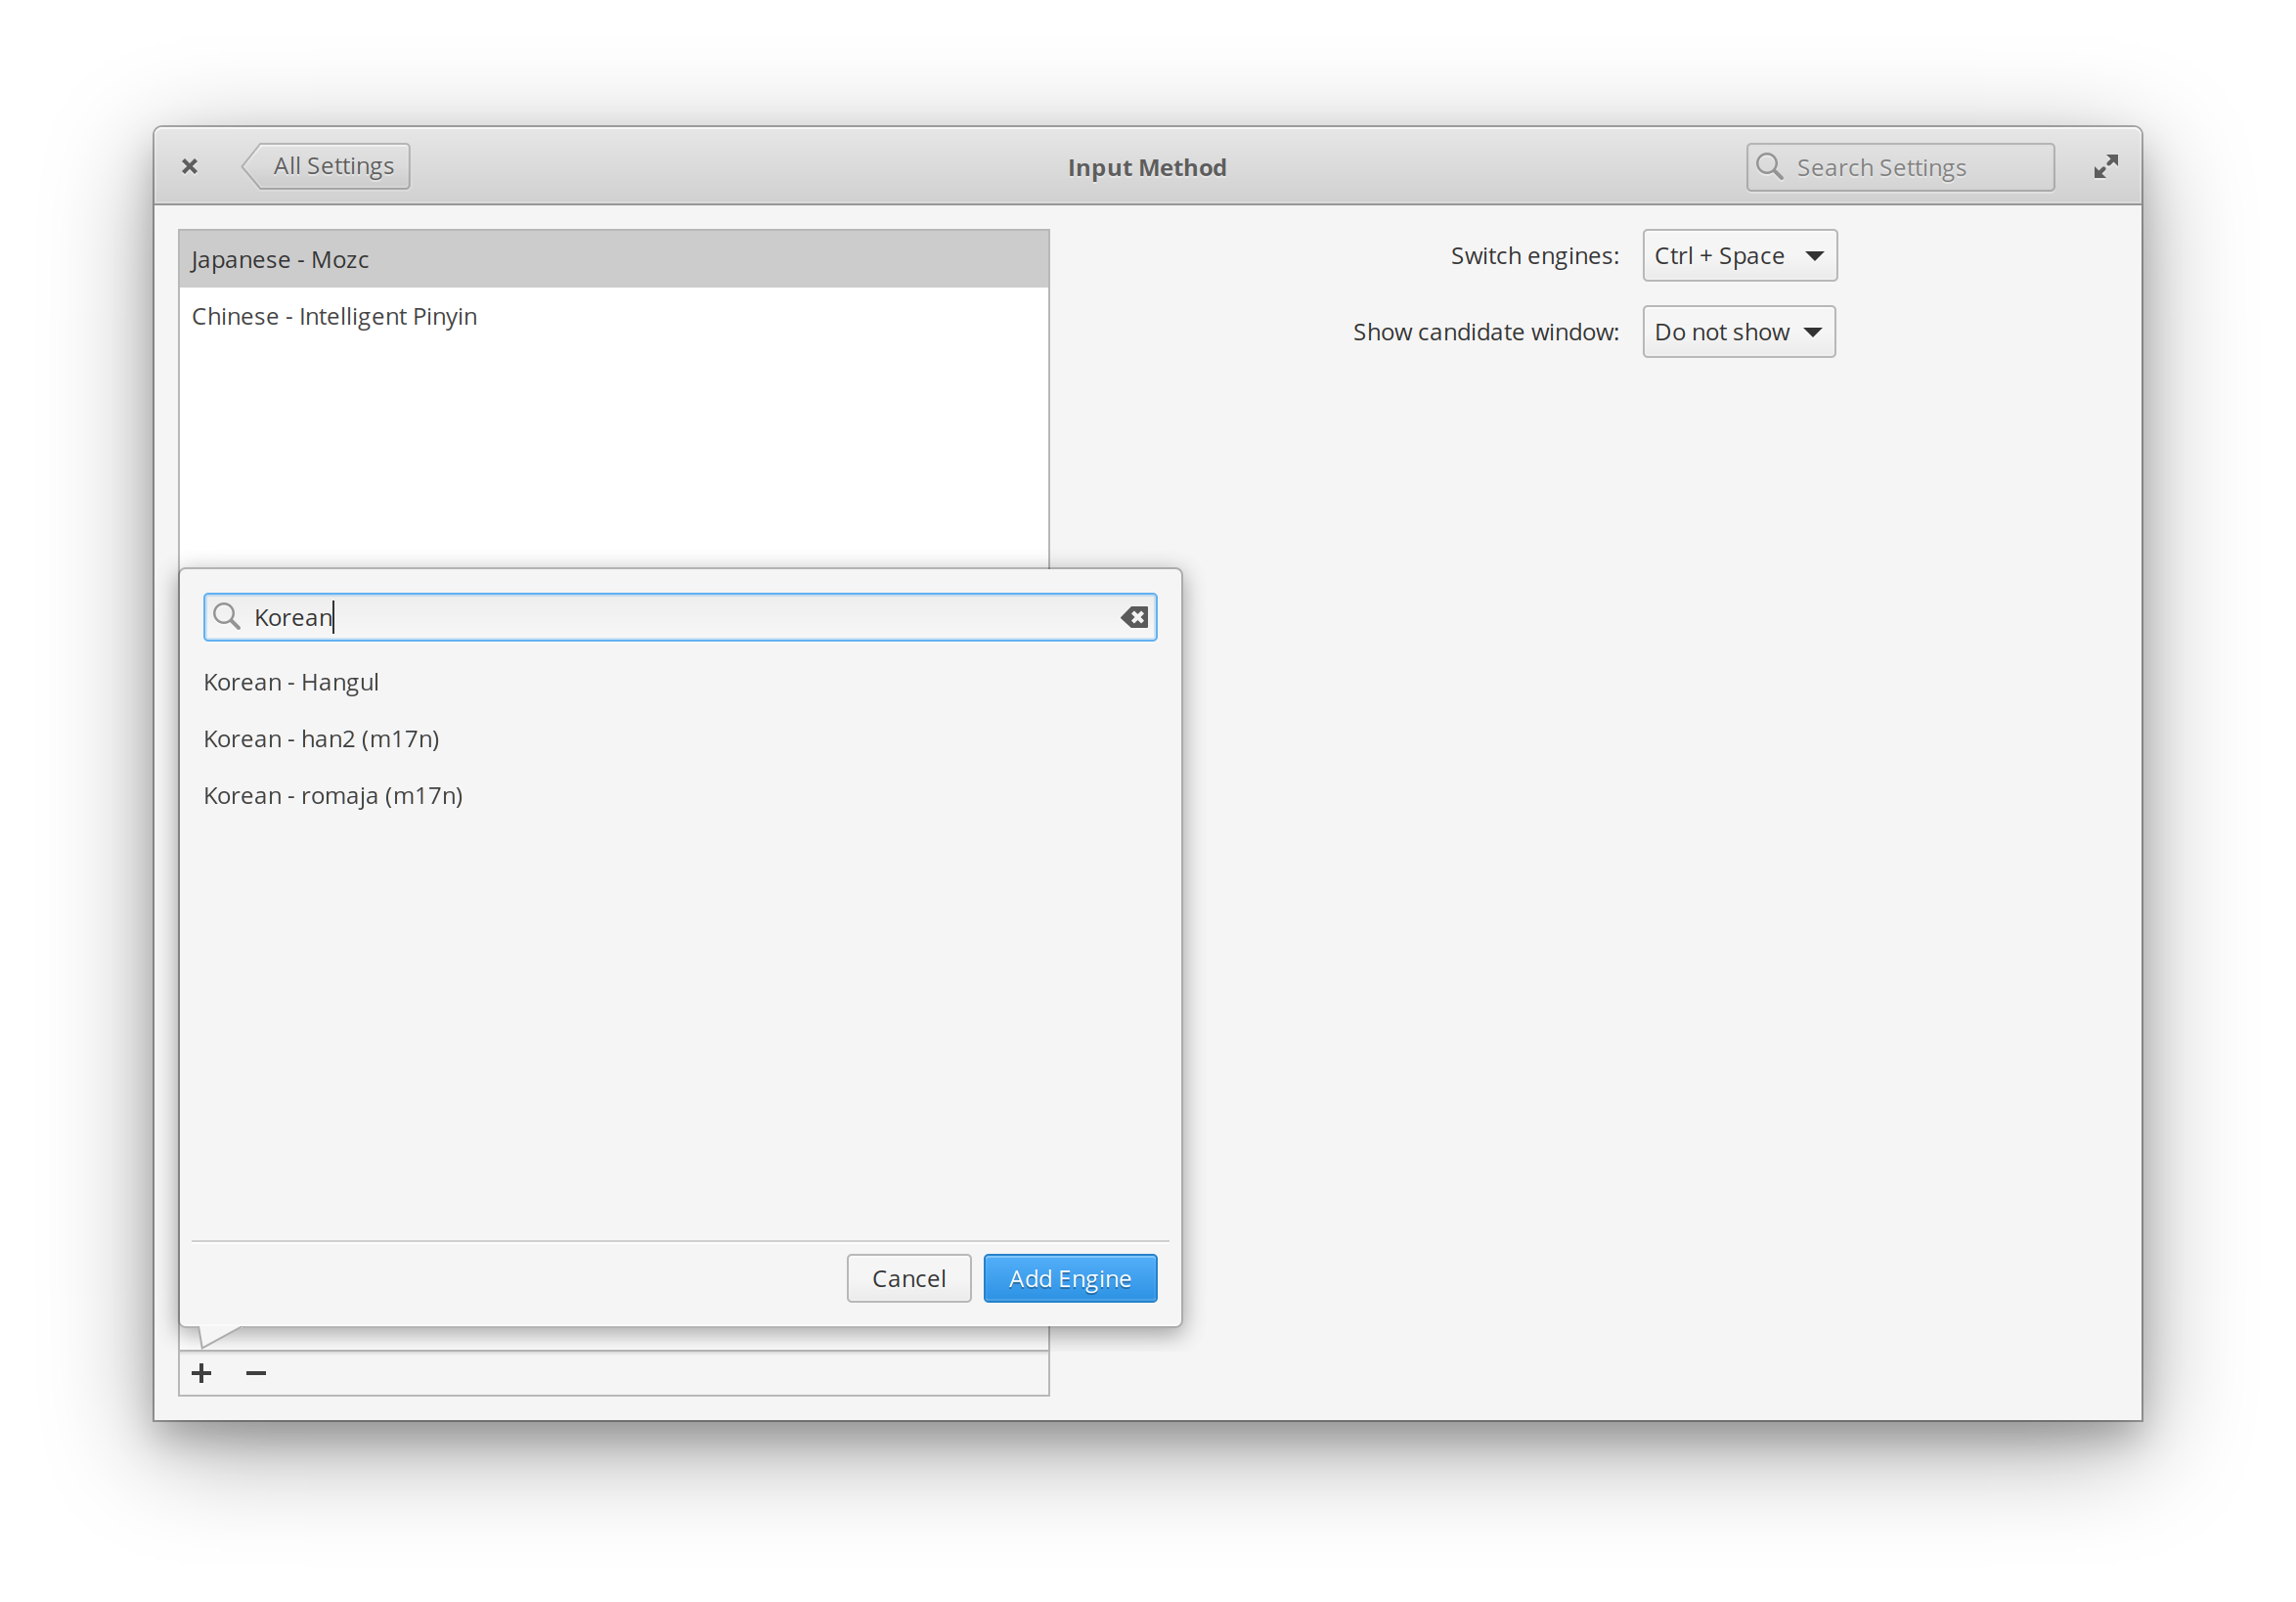 All Settings
Input Method
Search Settings
Japanese - Mozc
Chinese - Intelligent Pinyin
Switch engines: Ctrl + Space
Show candidate window: Do not show
Korean
Korean - Hangul
Korean - han2 (m17n)
Korean - romaja (m17n)
Cancel
Add Engine